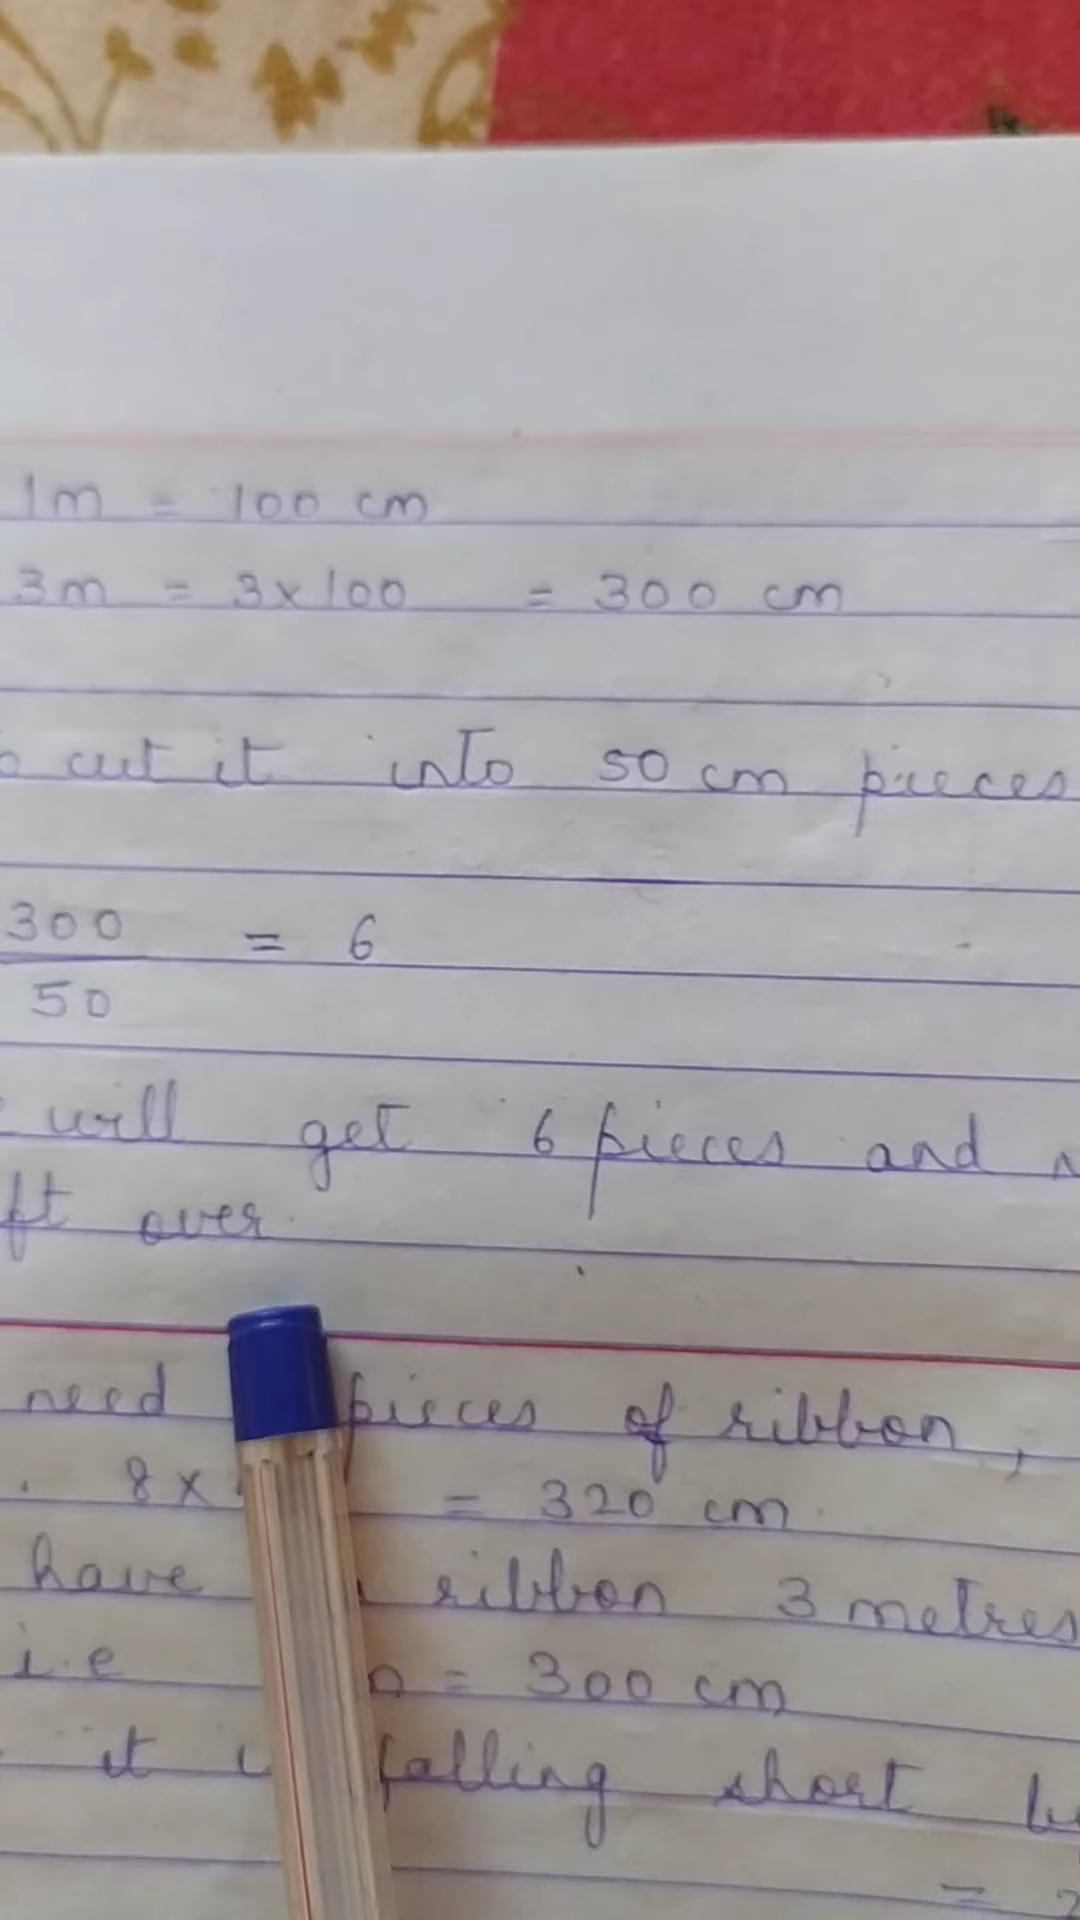 1m = 100 cm
3m = 3x100 = 300 cm
cut it into 50 cm pieces
300
50
= 6
will get 6 pieces and
over
need pieces of ribbon,
8x = 320 cm.
have ribbon 3 metres
i.e = 300 cm
it falling short
=